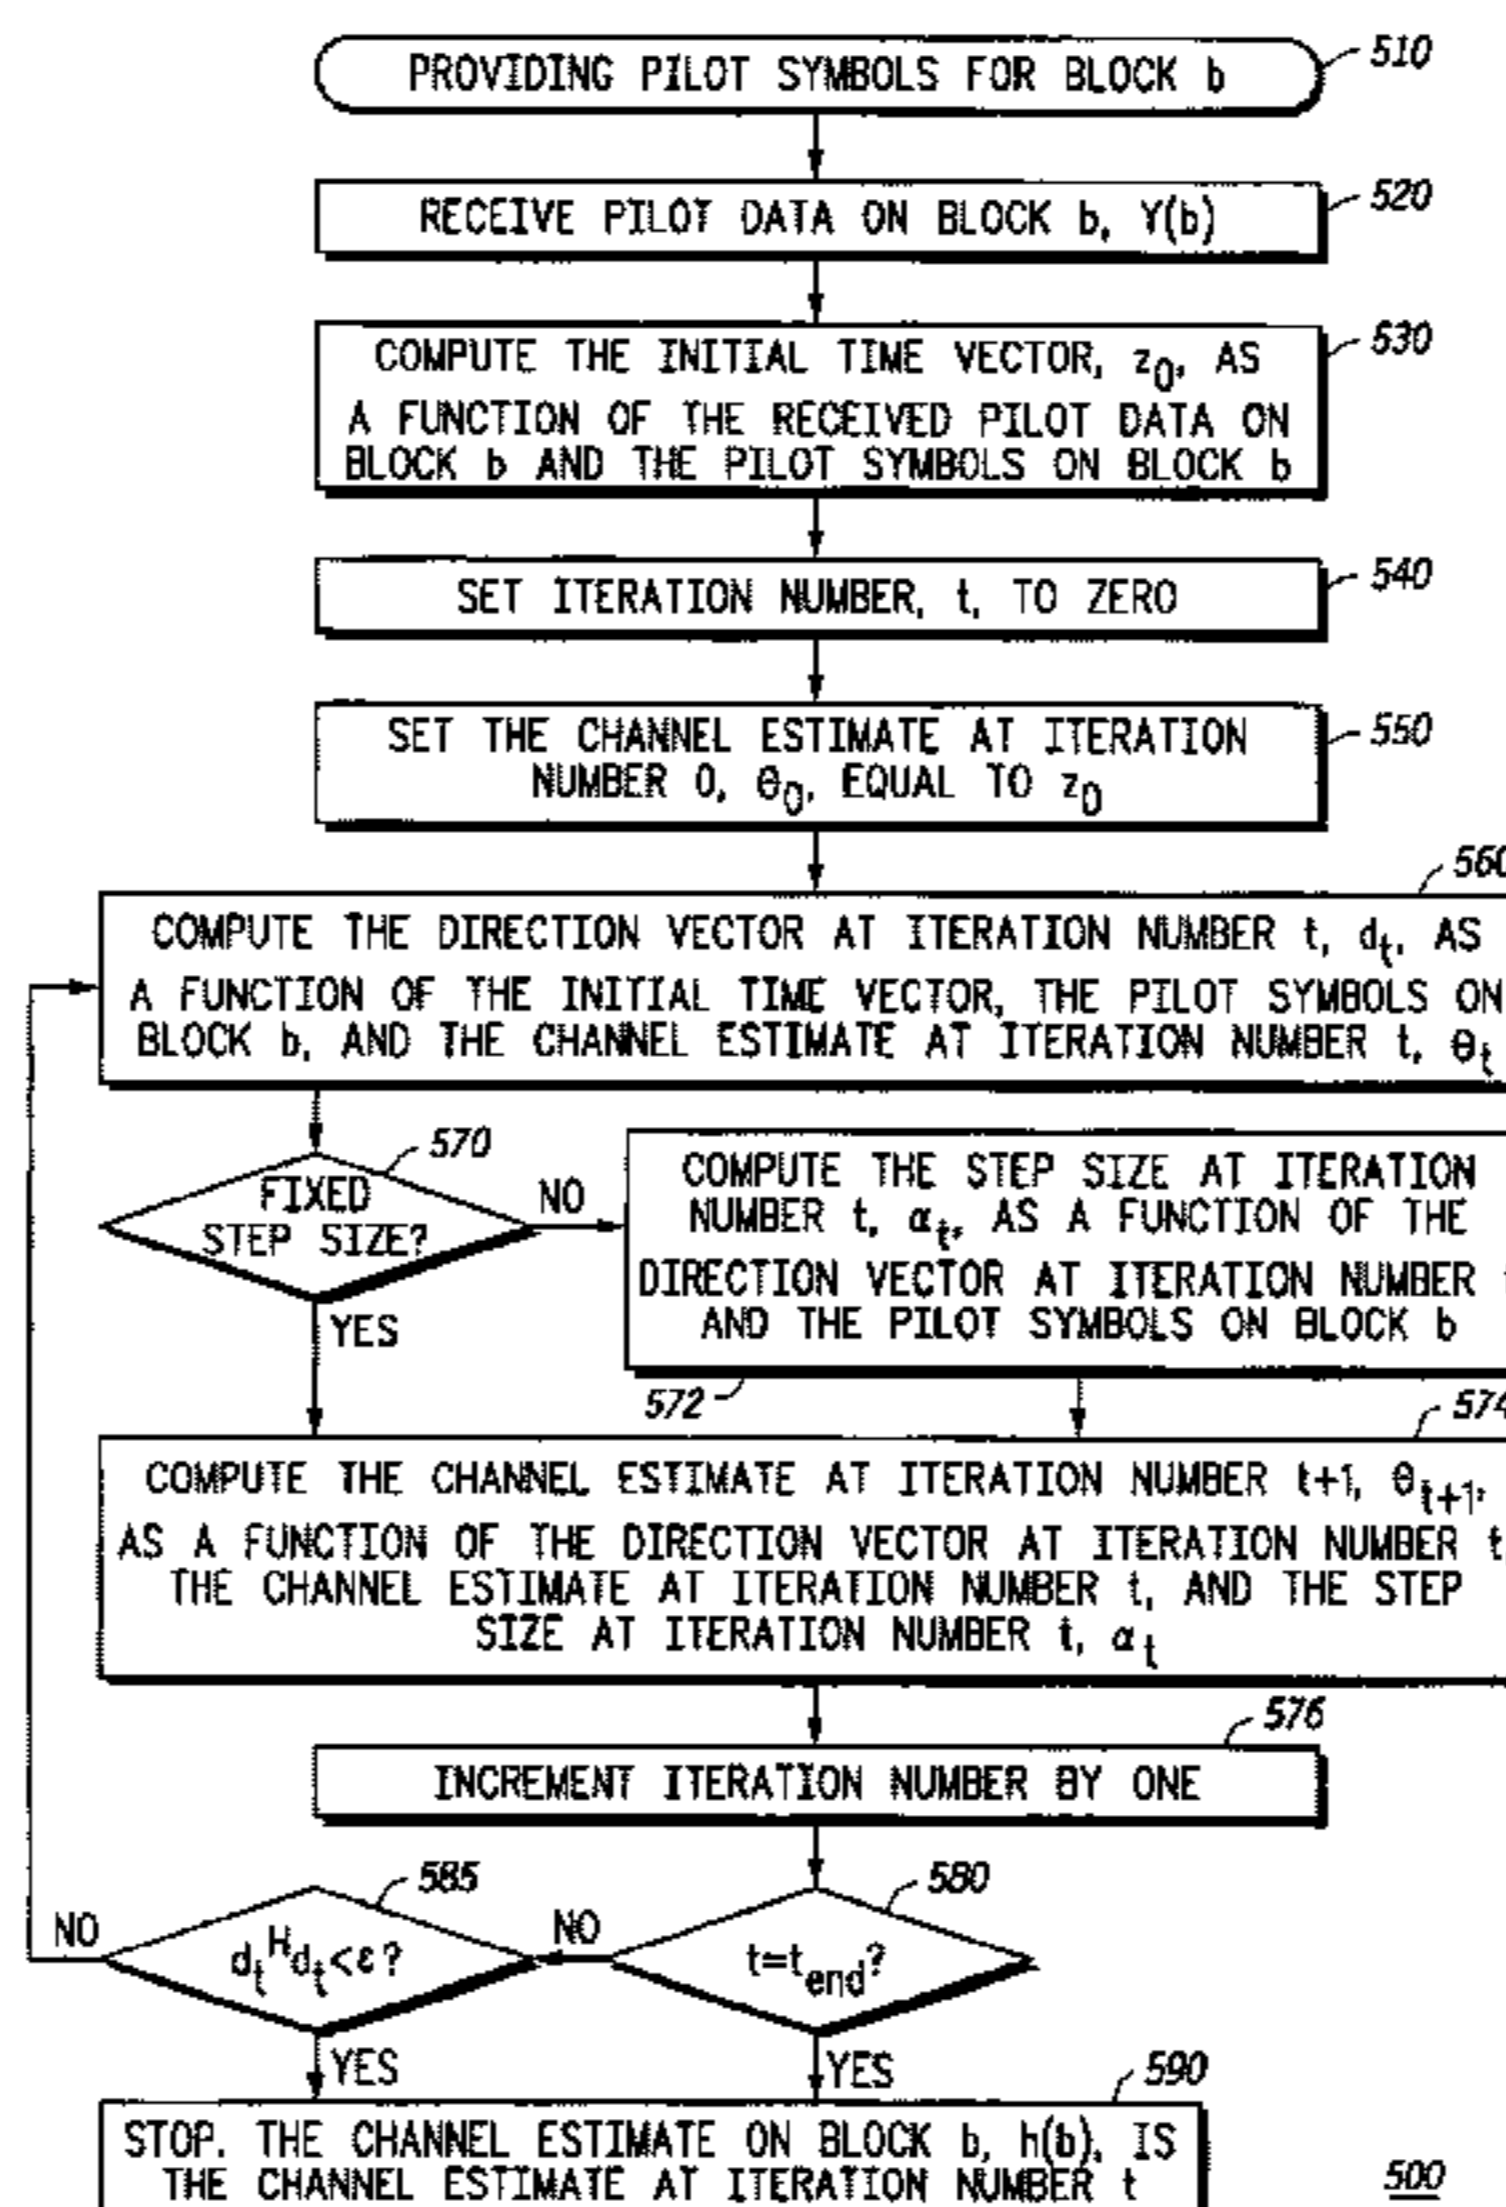 PROVIDING PILOT SYMBOLS FOR BLOCK b
510
RECEIVE PILOT DATA ON BLOCK b, Y(b)
520
COMPUTE THE INITIAL TIME VECTOR, z0, AS
A FUNCTION OF THE RECEIVED PILOT DATA ON
BLOCK b AND THE PILOT SYMBOLS ON BLOCK b
530
SET ITERATION NUMBER, t, TO ZERO
540
SET THE CHANNEL ESTIMATE AT ITERATION
NUMBER 0, θ0, EQUAL TO z0
550
560
COMPUTE THE DIRECTION VECTOR AT ITERATION NUMBER t, dt, AS
A FUNCTION OF THE INITIAL TIME VECTOR, THE PILOT SYMBOLS ON
BLOCK b, AND THE CHANNEL ESTIMATE AT ITERATION NUMBER t, θt
570
FIXED
STEP SIZE?
NO
YES
COMPUTE THE STEP SIZE AT ITERATION
NUMBER t, αt, AS A FUNCTION OF THE
DIRECTION VECTOR AT ITERATION NUMBER t
AND THE PILOT SYMBOLS ON BLOCK b
572
574
COMPUTE THE CHANNEL ESTIMATE AT ITERATION NUMBER t+1, θt+1,
AS A FUNCTION OF THE DIRECTION VECTOR AT ITERATION NUMBER t,
THE CHANNEL ESTIMATE AT ITERATION NUMBER t, AND THE STEP
SIZE AT ITERATION NUMBER t, αt
576
INCREMENT ITERATION NUMBER BY ONE
585
580
NO
dt^H dt<ε?
NO
t=tend?
YES
YES
590
STOP. THE CHANNEL ESTIMATE ON BLOCK b, h(b), IS
THE CHANNEL ESTIMATE AT ITERATION NUMBER t
500